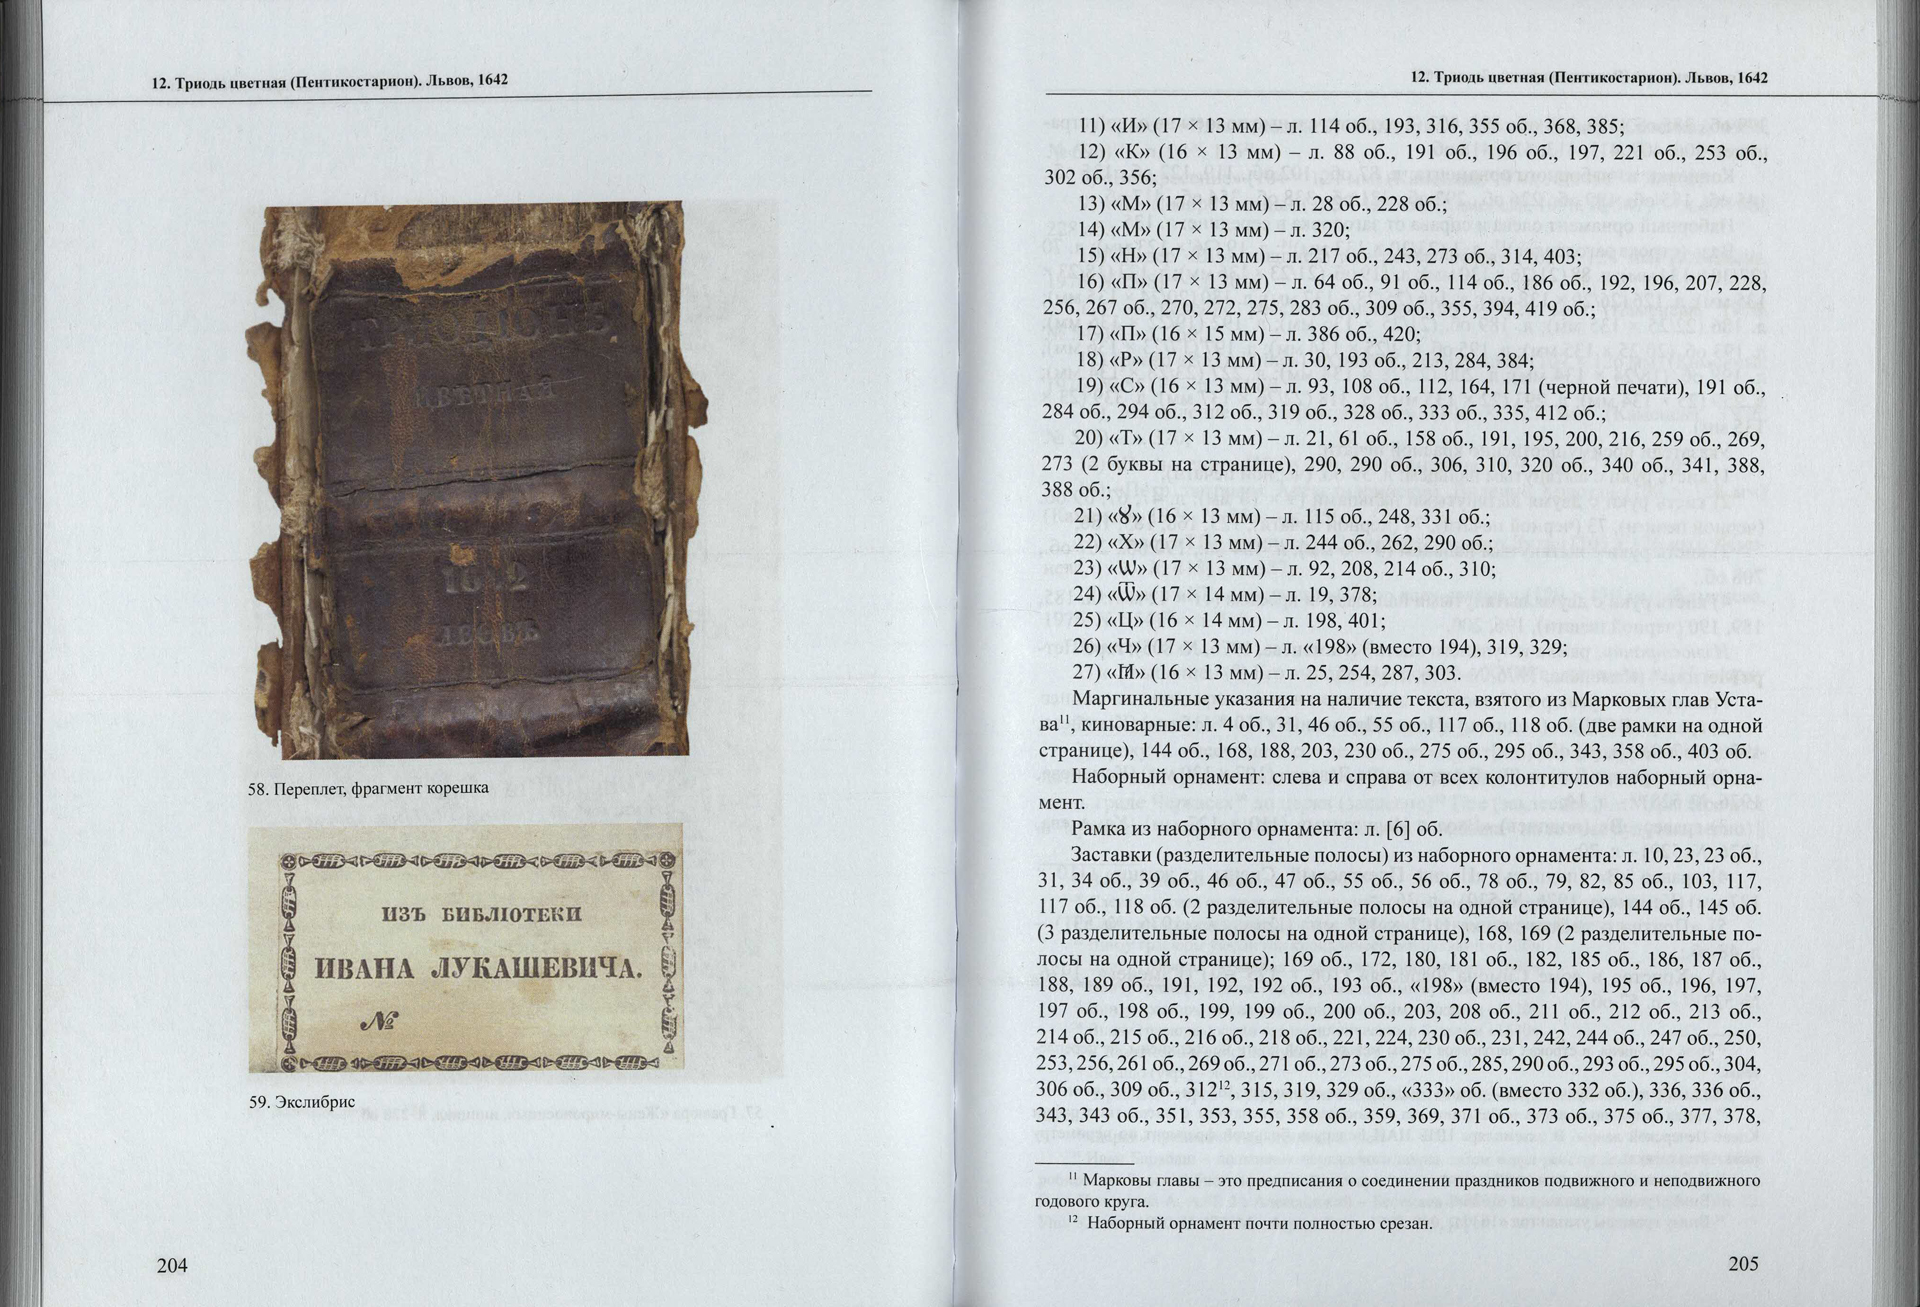 12. Триодь цветная (Пентикостарион). Львов, 1642
ЦВЕТНАЯ
58. Переплет, фрагмент корешка
ИЗЪ БИБЛІОТЕКИ
ИВАНА ЛУКАШЕВИЧА.
№
59. Экслибрис
204
12. Триодь цветная (Пентикостарион). Львов, 1642
11) «И» (17 × 13 мм) – л. 114 об., 193, 316, 355 об., 368, 385;
12) «К» (16 × 13 мм) – л. 88 об., 191 об., 196 об., 197, 221 об., 253 об.,
302 об., 356;
13) «М» (17 × 13 мм) – л. 28 об., 228 об.;
14) «М» (17 × 13 мм) – л. 320;
15) «Н» (17 × 13 мм) – л. 217 об., 243, 273 об., 314, 403;
16) «П» (17 × 13 мм) – л. 64 об., 91 об., 114 об., 186 об., 192, 196, 207, 228,
256, 267 об., 270, 272, 275, 283 об., 309 об., 355, 394, 419 об.;
17) «П» (16 × 15 мм) – л. 386 об., 420;
18) «Р» (17 × 13 мм) – л. 30, 193 об., 213, 284, 384;
19) «С» (16 × 13 мм) – л. 93, 108 об., 112, 164, 171 (черной печати), 191 об.,
284 об., 294 об., 312 об., 319 об., 328 об., 333 об., 335, 412 об.;
20) «Т» (17 × 13 мм) – л. 21, 61 об., 158 об., 191, 195, 200, 216, 259 об., 269,
273 (2 буквы на странице), 290, 290 об., 306, 310, 320 об., 340 об., 341, 388,
388 об.;
21) «Ȣ» (16 × 13 мм) – л. 115 об., 248, 331 об.;
22) «Х» (17 × 13 мм) – л. 244 об., 262, 290 об.;
23) «Ѡ» (17 × 13 мм) – л. 92, 208, 214 об., 310;
24) «Ѿ» (17 × 14 мм) – л. 19, 378;
25) «Ц» (16 × 14 мм) – л. 198, 401;
26) «Ч» (17 × 13 мм) – л. «198» (вместо 194), 319, 329;
27) «Ꙗ» (16 × 13 мм) – л. 25, 254, 287, 303.
Маргинальные указания на наличие текста, взятого из Марковых глав Уста-
ва¹¹, киноварные: л. 4 об., 31, 46 об., 55 об., 117 об., 118 об. (две рамки на одной
странице), 144 об., 168, 188, 203, 230 об., 275 об., 295 об., 343, 358 об., 403 об.
Наборный орнамент: слева и справа от всех колонтитулов наборный орна-
мент.
Рамка из наборного орнамента: л. [6] об.
Заставки (разделительные полосы) из наборного орнамента: л. 10, 23, 23 об.,
31, 34 об., 39 об., 46 об., 47 об., 55 об., 56 об., 78 об., 79, 82, 85 об., 103, 117,
117 об., 118 об. (2 разделительные полосы на одной странице), 144 об., 145 об.
(3 разделительные полосы на одной странице), 168, 169 (2 разделительные по-
лосы на одной странице); 169 об., 172, 180, 181 об., 182, 185 об., 186, 187 об.,
188, 189 об., 191, 192, 192 об., 193 об., «198» (вместо 194), 195 об., 196, 197,
197 об., 198 об., 199, 199 об., 200 об., 203, 208 об., 211 об., 212 об., 213 об.,
214 об., 215 об., 216 об., 218 об., 221, 224, 230 об., 231, 242, 244 об., 247 об., 250,
253, 256, 261 об., 269 об., 271 об., 273 об., 275 об., 285, 290 об., 293 об., 295 об., 304,
306 об., 309 об., 312¹², 315, 319, 329 об., «333» об. (вместо 332 об.), 336, 336 об.,
343, 343 об., 351, 353, 355, 358 об., 359, 369, 371 об., 373 об., 375 об., 377, 378,
¹¹ Марковы главы – это предписания о соединении праздников подвижного и неподвижного
годового круга.
¹² Наборный орнамент почти полностью срезан.
205